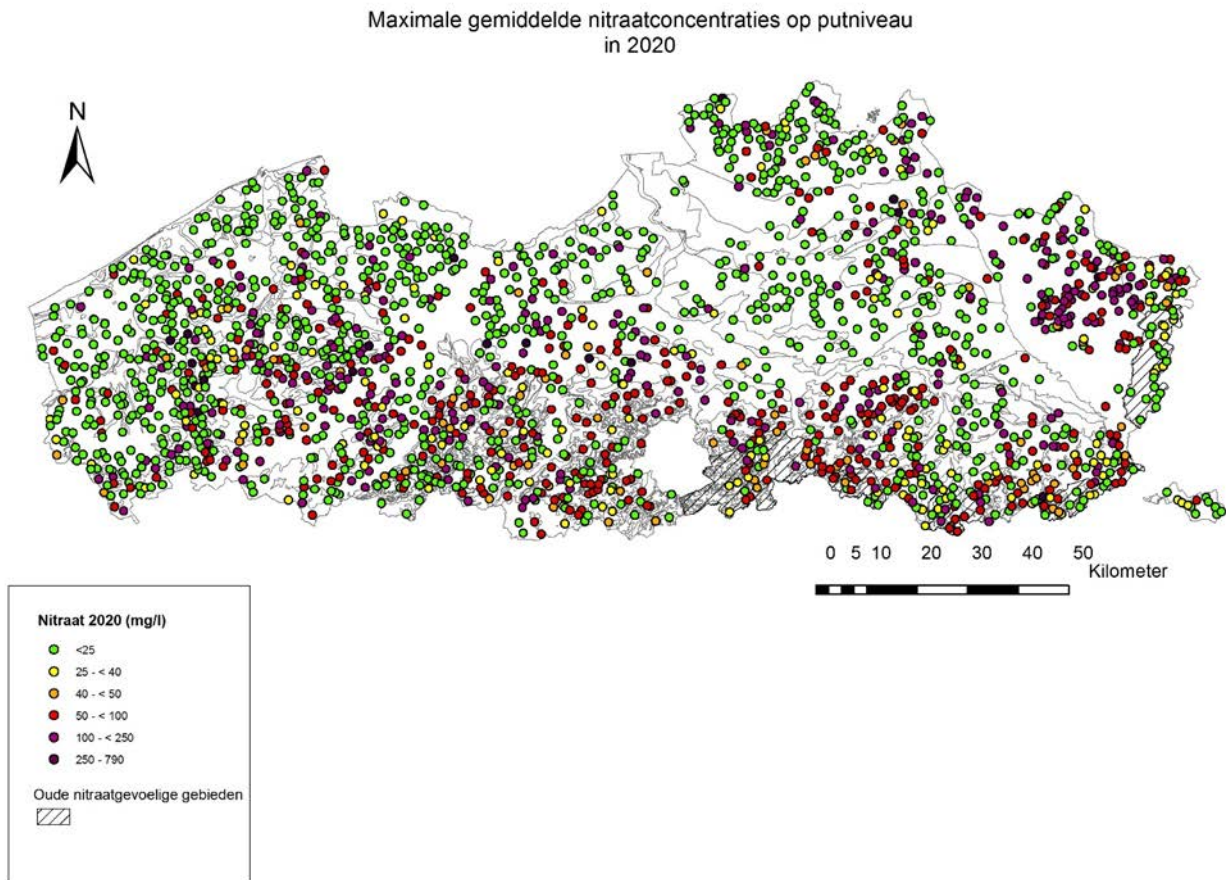 Maximale gemiddelde nitraatconcentraties op putniveau
in 2020
N
0 5 10 20 30 40 50
Kilometer
Nitraat 2020 (mg/l)
<25
25 - < 40
40 - < 50
50 - < 100
100 - < 250
250 - 790
Oude nitraatgevoelige gebieden